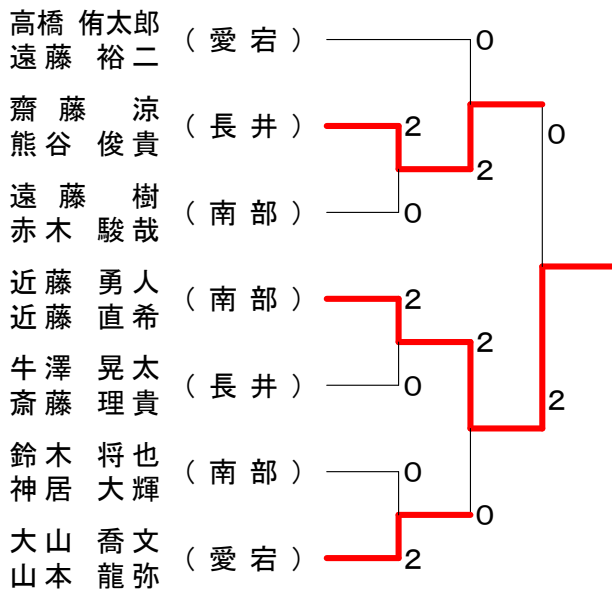 高橋 侑太郎
遠藤 裕二
（愛宕）
0
齋藤 涼
熊谷 俊貴
（長井）
2
2
0
遠藤 樹
赤木 駿哉
（南部）
0
近藤 勇人
近藤 直希
（南部）
2
2
牛澤 晃太
斎藤 理貴
（長井）
0
2
鈴木 将也
神居 大輝
（南部）
0
0
大山 喬文
山本 龍弥
（愛宕）
2